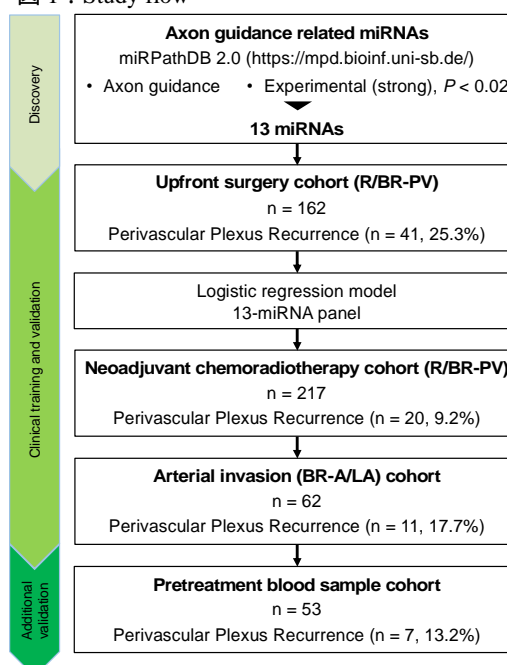 図 1：Study flow
Discovery
Axon guidance related miRNAs
miRPathDB 2.0 (https://mpd.bioinf.uni-sb.de/)
• Axon guidance • Experimental (strong), P < 0.02
13 miRNAs
Clinical training and validation
Upfront surgery cohort (R/BR-PV)
n = 162
Perivascular Plexus Recurrence (n = 41, 25.3%)
Logistic regression model
13-miRNA panel
Neoadjuvant chemoradiotherapy cohort (R/BR-PV)
n = 217
Perivascular Plexus Recurrence (n = 20, 9.2%)
Arterial invasion (BR-A/LA) cohort
n = 62
Perivascular Plexus Recurrence (n = 11, 17.7%)
Additional
validation
Pretreatment blood sample cohort
n = 53
Perivascular Plexus Recurrence (n = 7, 13.2%)